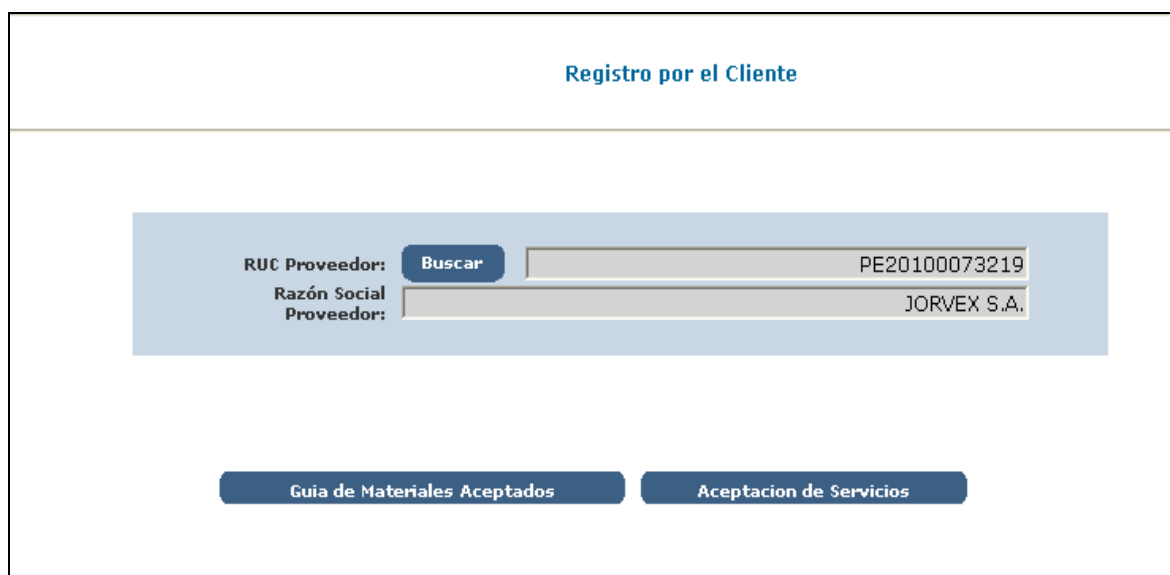 Registro por el Cliente
RUC Proveedor: Buscar PE20100073219
Razón Social
Proveedor: JORVEX S.A.
Guia de Materiales Aceptados Aceptacion de Servicios